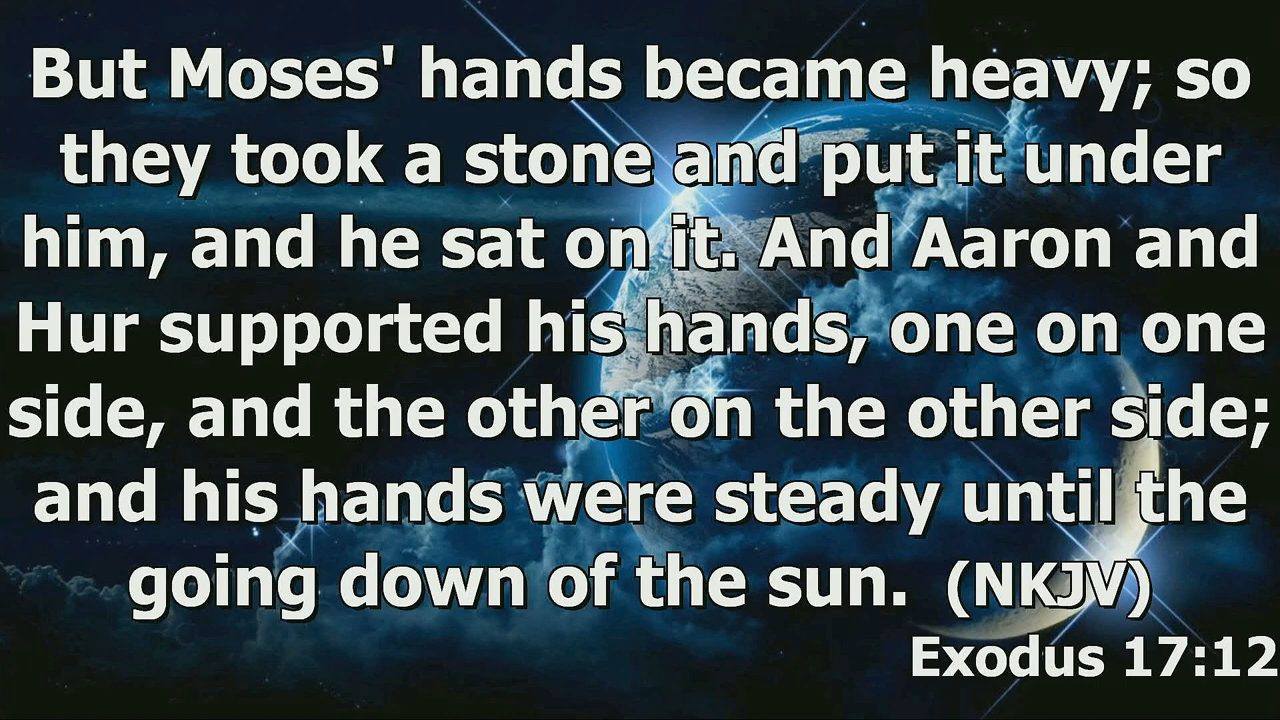 But Moses' hands became heavy; so
they took a stone and put it under
him, and he sat on it. And Aaron and
Hur supported his hands, one on one
side, and the other on the other side;
and his hands were steady until the
going down of the sun. (NKJV)
Exodus 17:12